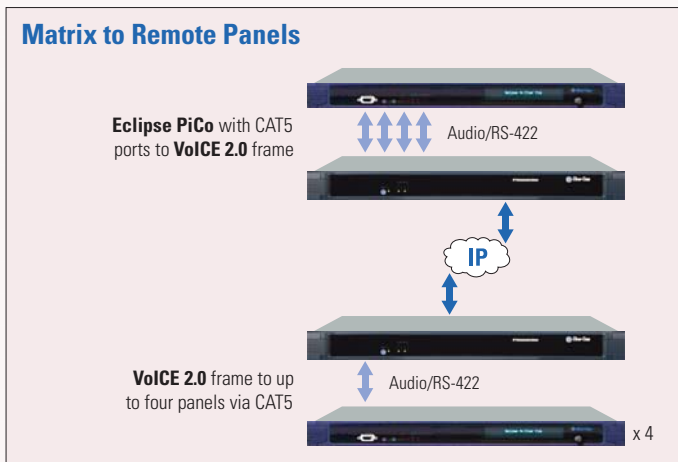 Matrix to Remote Panels
Eclipse PiCo with CAT5
ports to VoICE 2.0 frame
Audio/RS-422
IP
VoICE 2.0 frame to up
to four panels via CAT5
Audio/RS-422
x 4